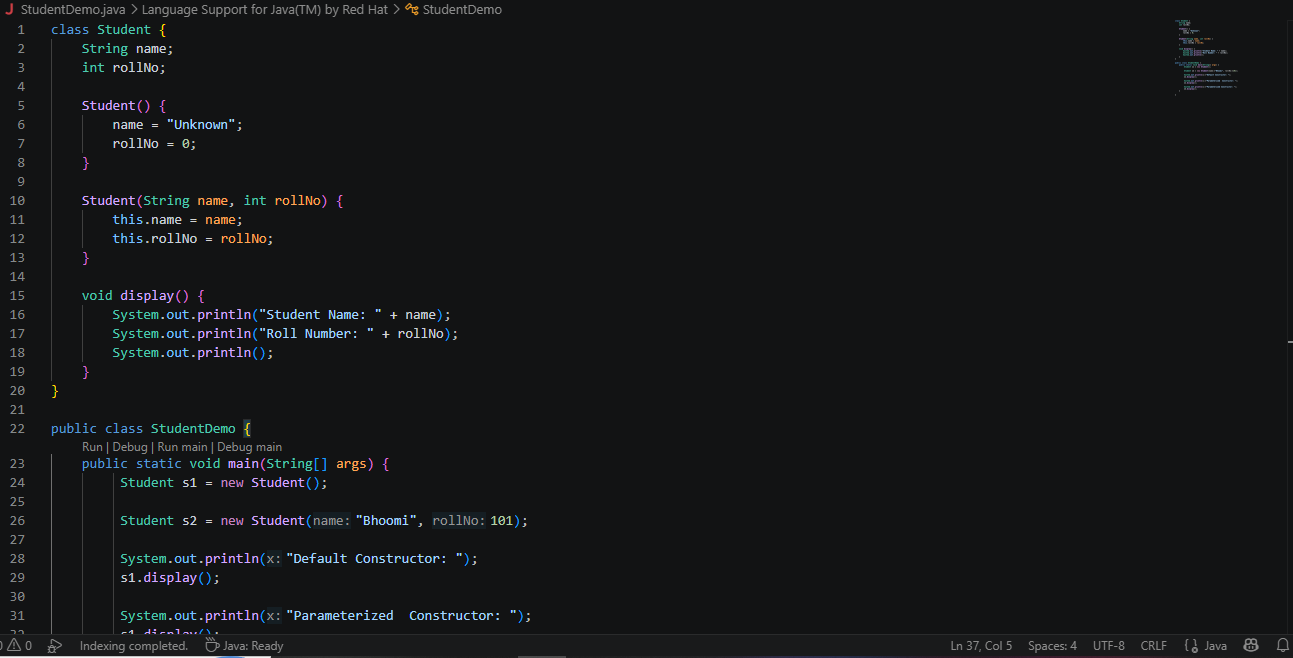 StudentDemo.java > Language Support for Java(TM) by Red Hat > StudentDemo
1 class Student {
2     String name;
3     int rollNo;
4
5     Student() {
6         name = "Unknown";
7         rollNo = 0;
8     }
9
10     Student(String name, int rollNo) {
11         this.name = name;
12         this.rollNo = rollNo;
13     }
14
15     void display() {
16         System.out.println("Student Name: " + name);
17         System.out.println("Roll Number: " + rollNo);
18         System.out.println();
19     }
20 }
21
22 public class StudentDemo {
Run | Debug | Run main | Debug main
23     public static void main(String[] args) {
24          Student s1 = new Student();
25
26          Student s2 = new Student(name: "Bhoomi", rollNo: 101);
27
28          System.out.println(x: "Default Constructor: ");
29          s1.display();
30
31          System.out.println(x: "Parameterized  Constructor: ");
32          s1.display();
0 Indexing completed. Java: Ready Ln 37, Col 5 Spaces: 4 UTF-8 CRLF Java